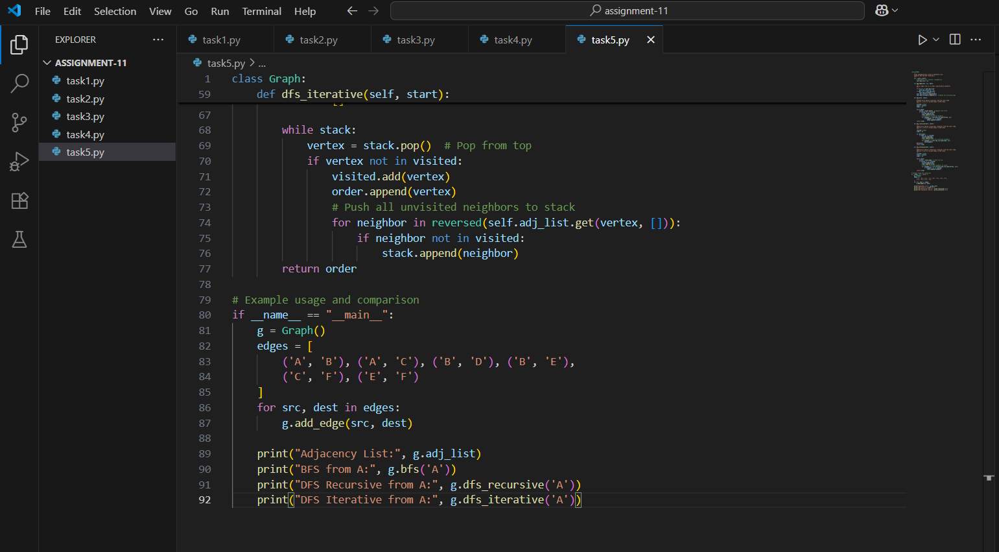 File Edit Selection View Go Run Terminal Help
assignment-11
EXPLORER
ASSIGNMENT-11
task1.py
task2.py
task3.py
task4.py
task5.py
task1.py task2.py task3.py task4.py task5.py
task5.py > ...
1 class Graph:
59 def dfs_iterative(self, start):
67
68 while stack:
69 vertex = stack.pop()  # Pop from top
70 if vertex not in visited:
71 visited.add(vertex)
72 order.append(vertex)
73 # Push all unvisited neighbors to stack
74 for neighbor in reversed(self.adj_list.get(vertex, [])):
75 if neighbor not in visited:
76 stack.append(neighbor)
77 return order
78
79 # Example usage and comparison
80 if __name__ == "__main__":
81 g = Graph()
82 edges = [
83 ('A', 'B'), ('A', 'C'), ('B', 'D'), ('B', 'E'),
84 ('C', 'F'), ('E', 'F')
85 ]
86 for src, dest in edges:
87 g.add_edge(src, dest)
88
89 print("Adjacency List:", g.adj_list)
90 print("BFS from A:", g.bfs('A'))
91 print("DFS Recursive from A:", g.dfs_recursive('A'))
92 print("DFS Iterative from A:", g.dfs_iterative('A'))